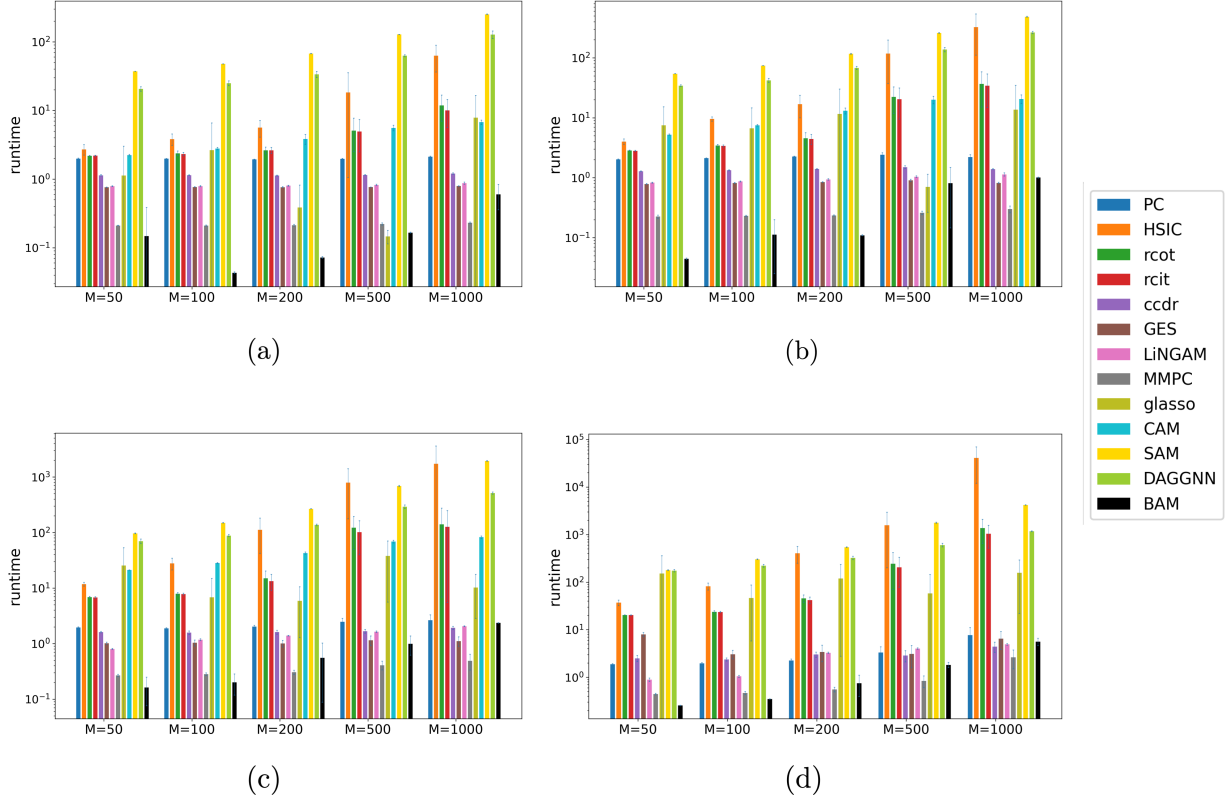 runtime
10²
10¹
10⁰
10⁻¹
M=50
M=100
M=200
M=500
M=1000
(a)
runtime
10²
10¹
10⁰
10⁻¹
M=50
M=100
M=200
M=500
M=1000
(b)
PC
HSIC
rcot
rcit
ccdr
GES
LiNGAM
MMPC
glasso
CAM
SAM
DAGGNN
BAM
runtime
10³
10²
10¹
10⁰
10⁻¹
M=50
M=100
M=200
M=500
M=1000
(c)
runtime
10⁵
10⁴
10³
10²
10¹
10⁰
M=50
M=100
M=200
M=500
M=1000
(d)